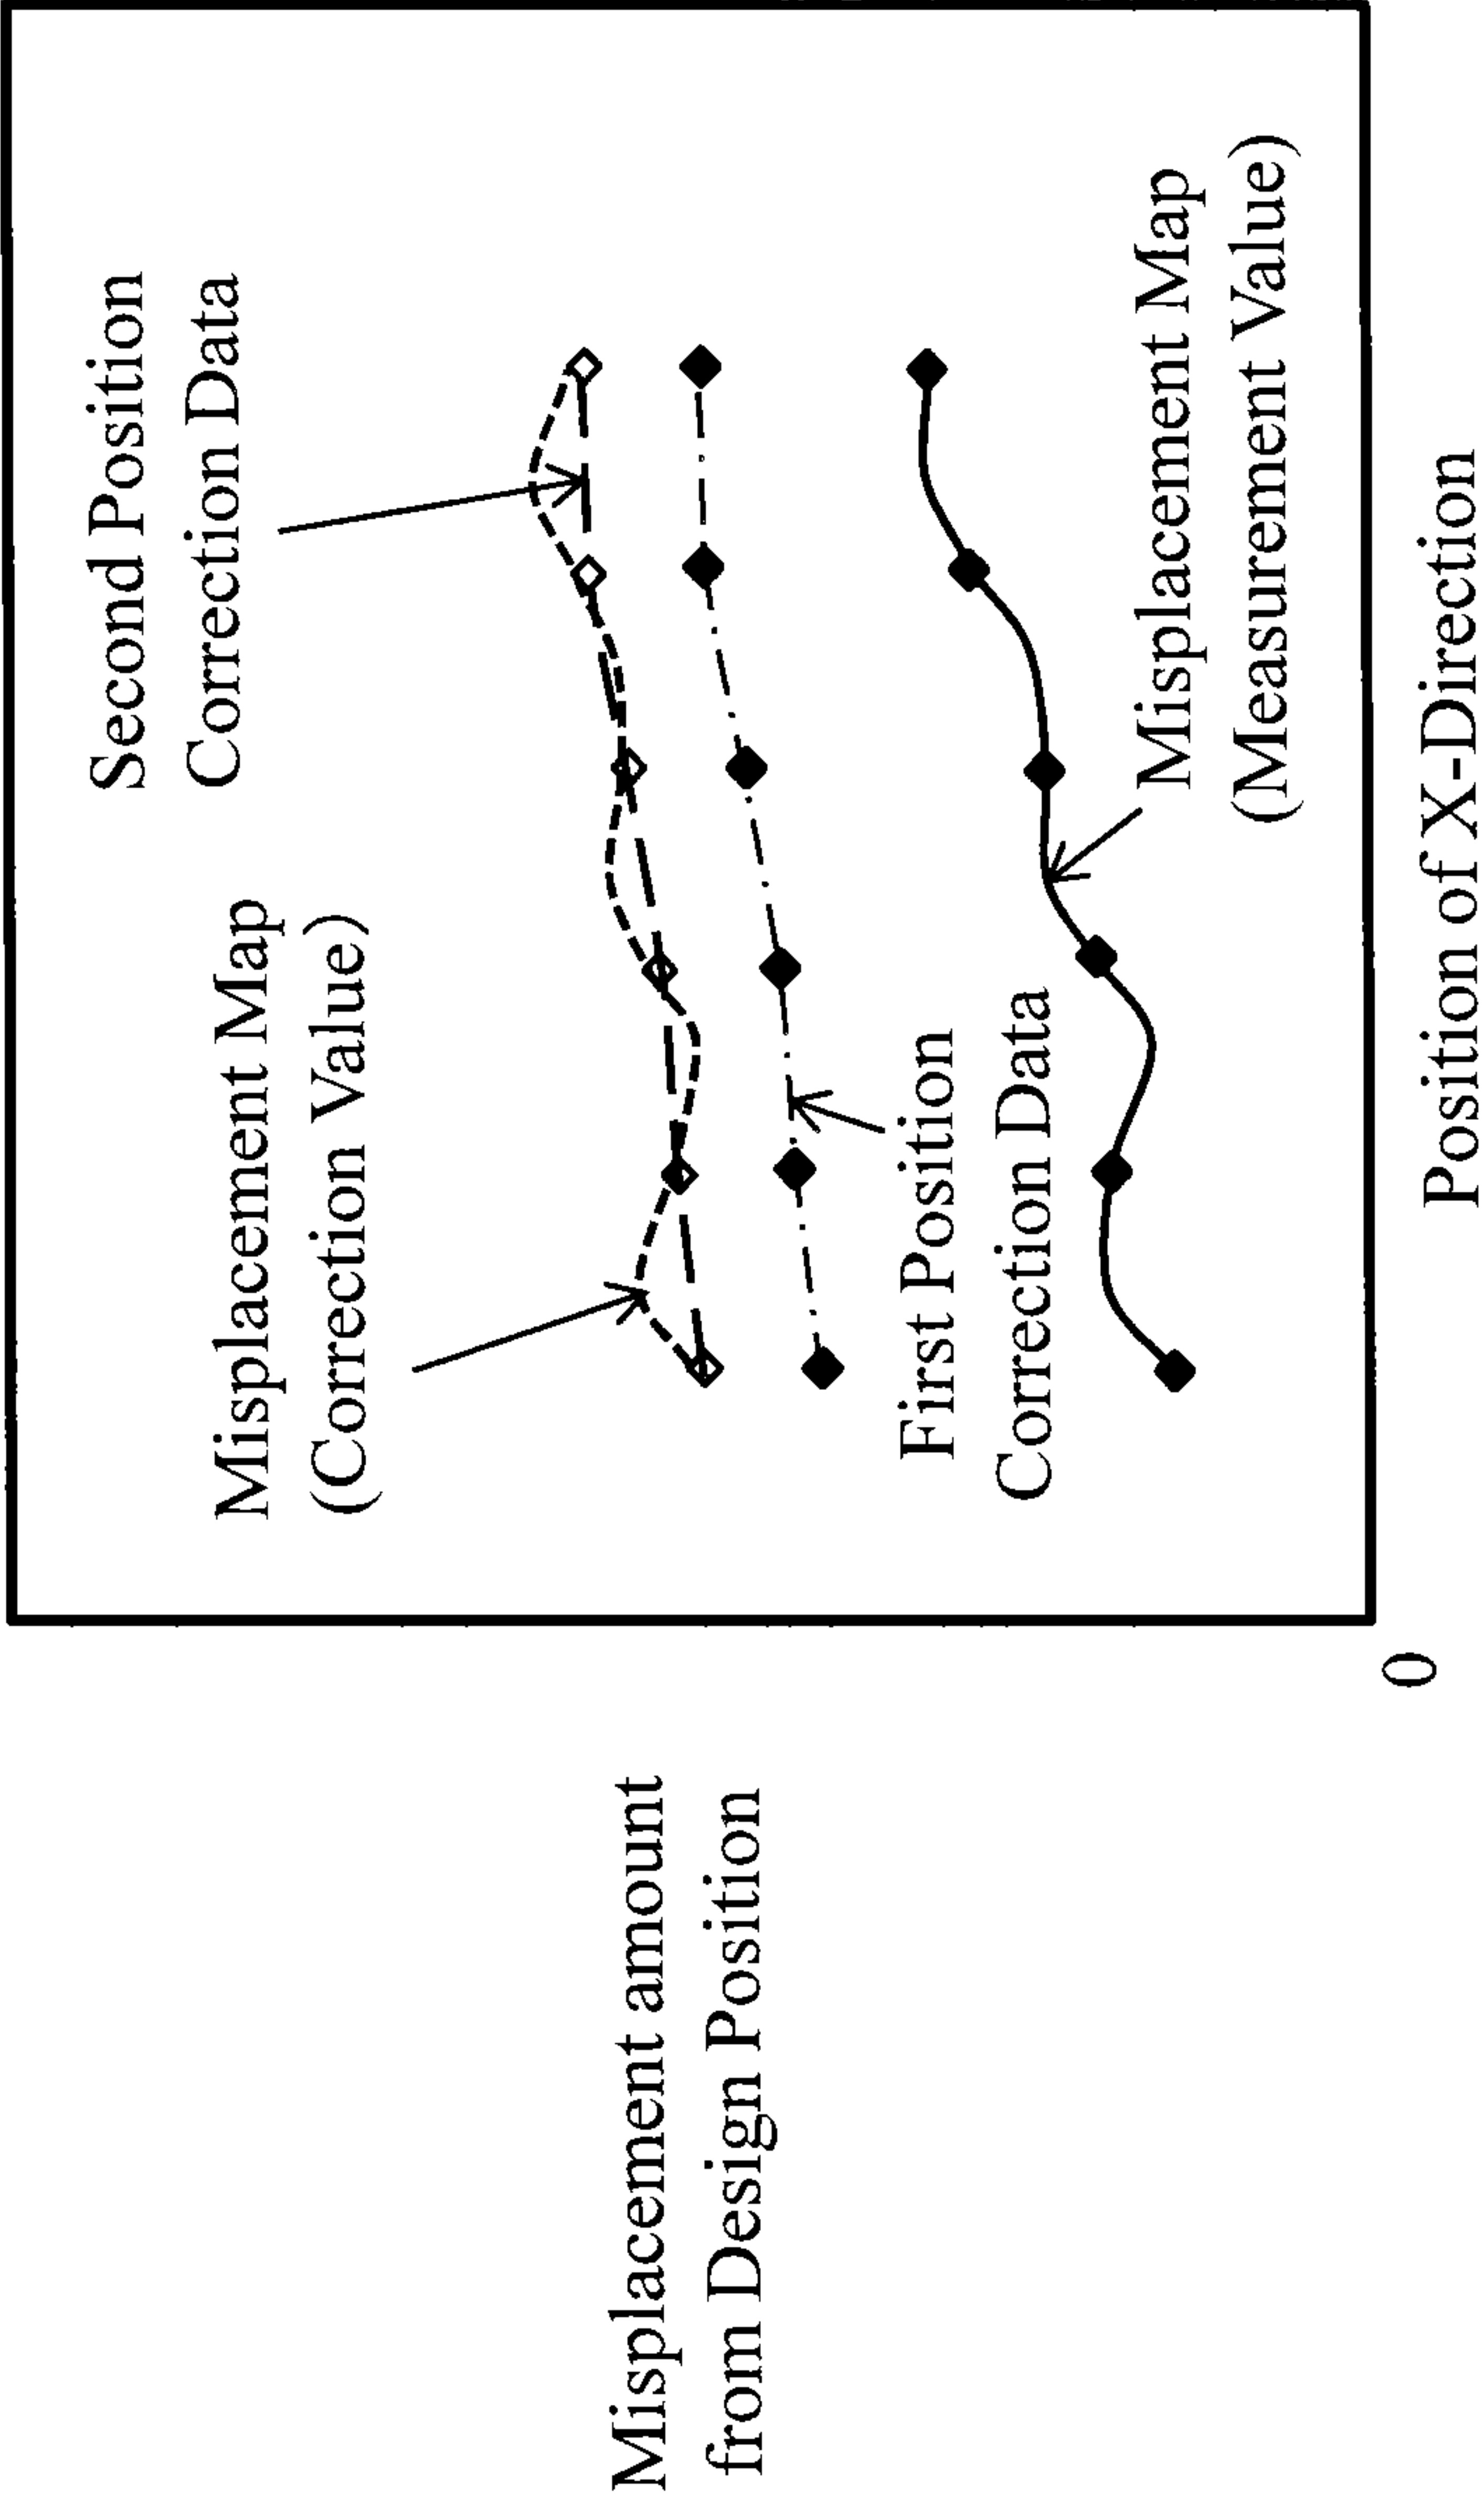 Second Position
Correction Data
Misplacement Map
(Correction Value)
Misplacement amount
from Design Position
First Position
Correction Data
Misplacement Map
(Measurement Value)
0
Position of X-Direction